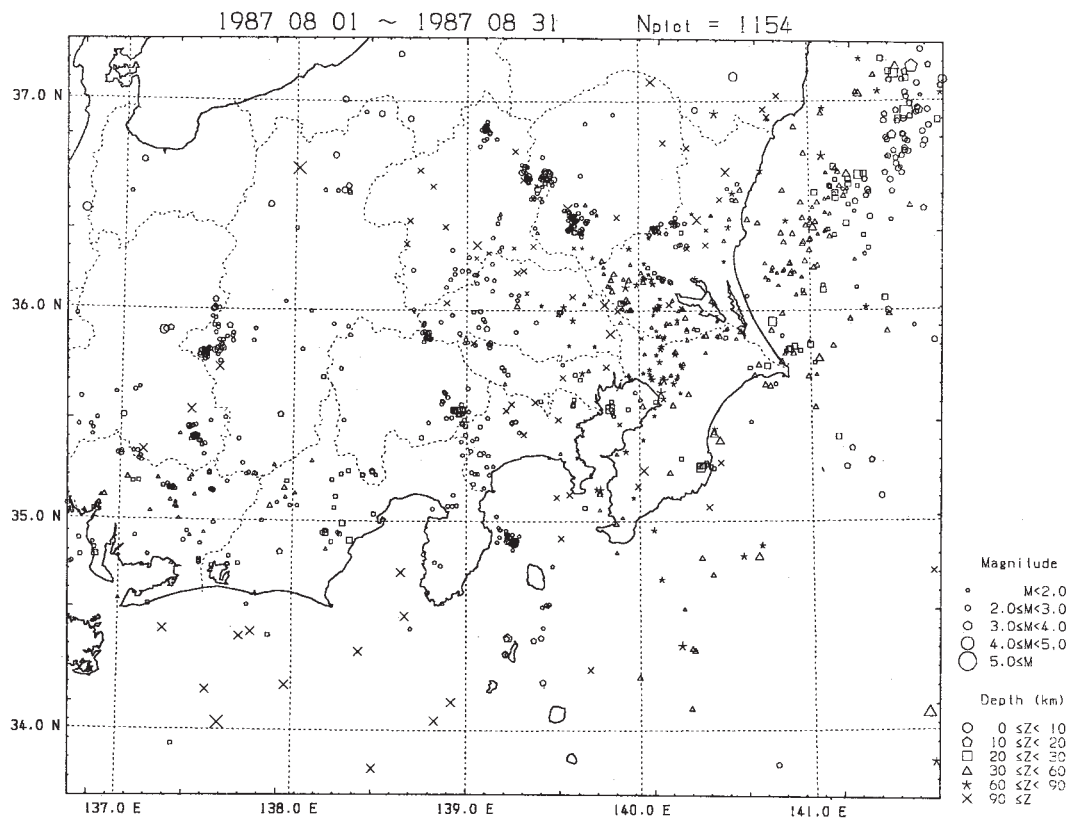 1987 08 01 ~ 1987 08 31 Nplot = 1154
37.0 N
36.0 N
35.0 N
34.0 N
137.0 E 138.0 E 139.0 E 140.0 E 141.0 E
Magnitude
M<2.0
2.0≤M<3.0
3.0≤M<4.0
4.0≤M<5.0
5.0≤M
Depth (km)
0 ≤Z< 10
10 ≤Z< 20
20 ≤Z< 30
30 ≤Z< 60
60 ≤Z< 90
90 ≤Z